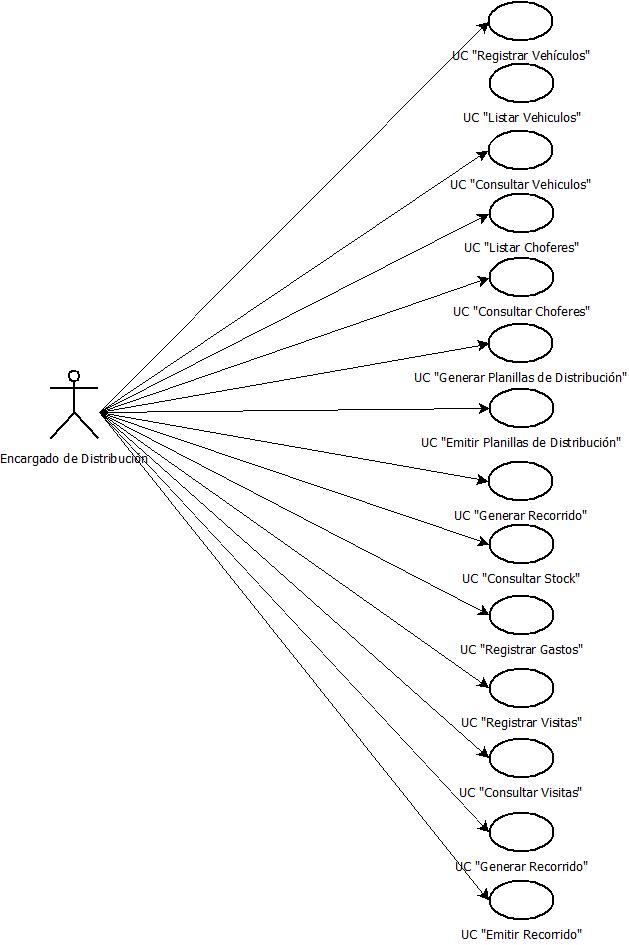 UC "Registrar Vehículos"
UC "Listar Vehiculos"
UC "Consultar Vehiculos"
UC "Listar Choferes"
UC "Consultar Choferes"
UC "Generar Planillas de Distribución"
UC "Emitir Planillas de Distribución"
Encargado de Distribución
UC "Generar Recorrido"
UC "Consultar Stock"
UC "Registrar Gastos"
UC "Registrar Visitas"
UC "Consultar Visitas"
UC "Generar Recorrido"
UC "Emitir Recorrido"